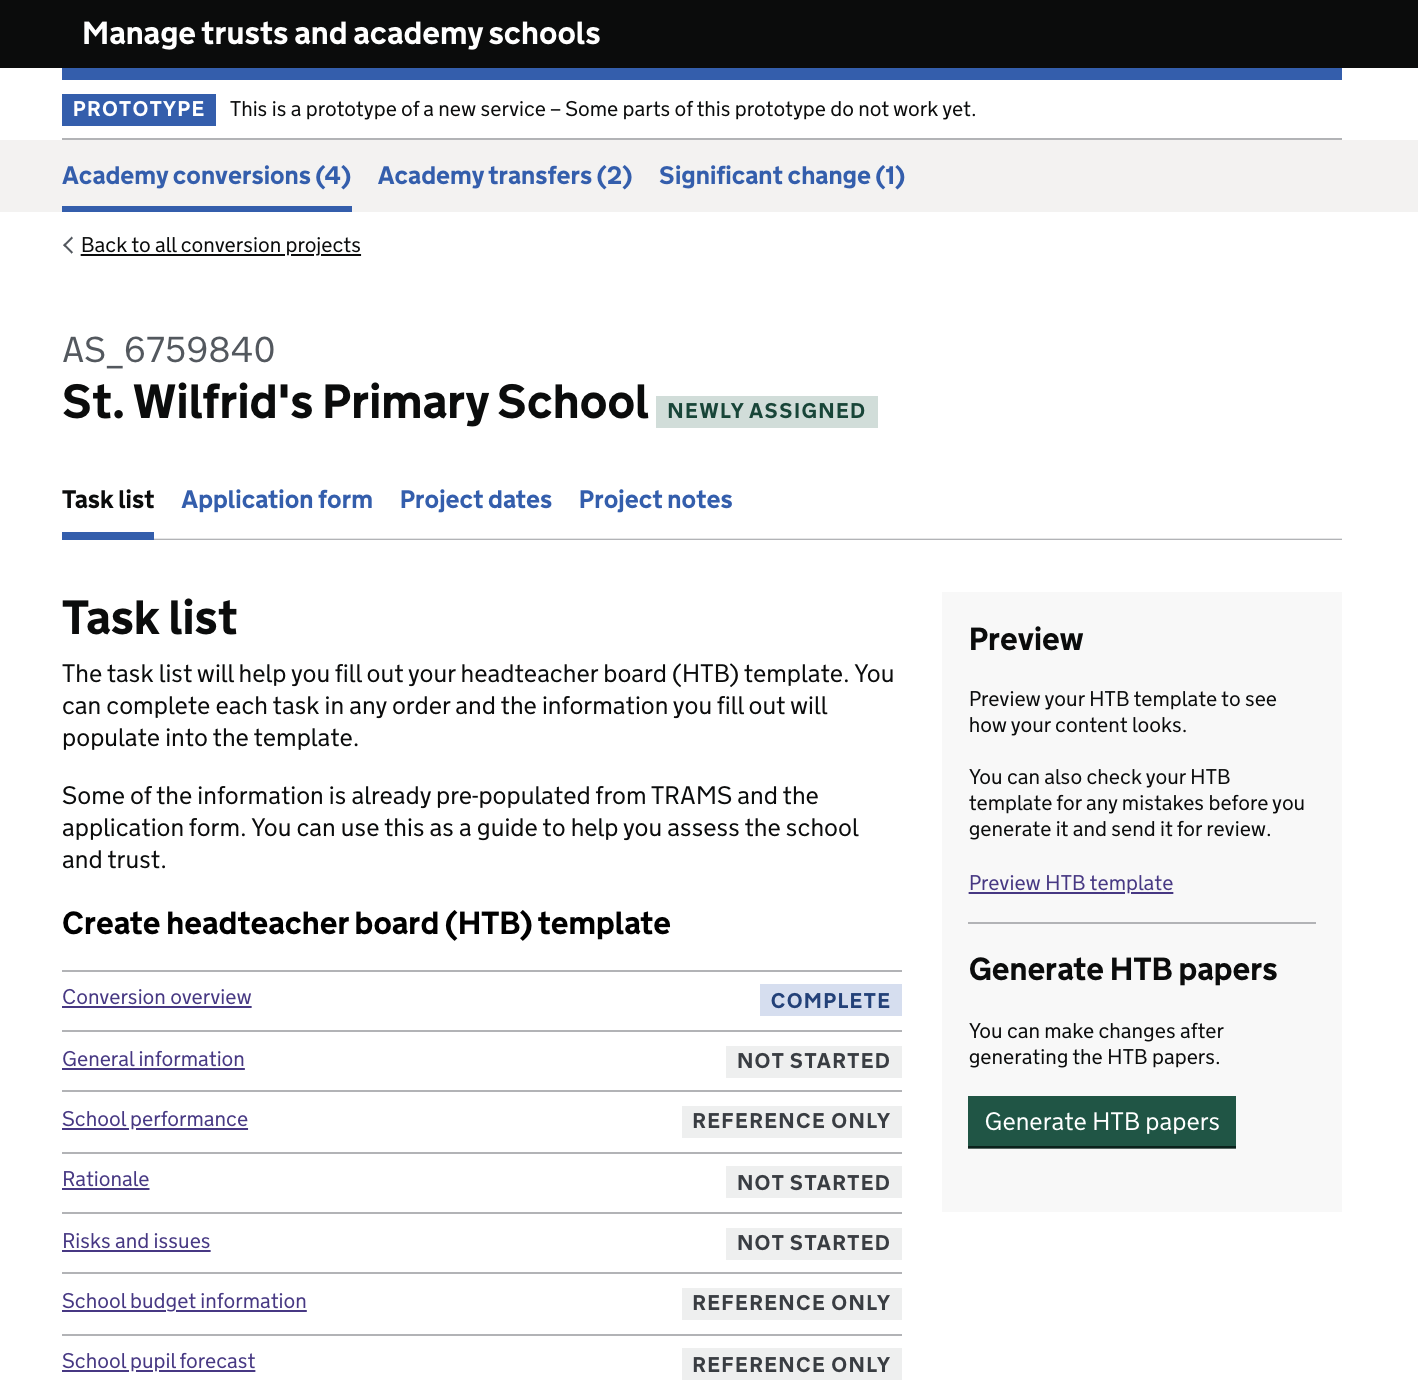 Manage trusts and academy schools
PROTOTYPE This is a prototype of a new service – Some parts of this prototype do not work yet.
Academy conversions (4) Academy transfers (2) Significant change (1)
Back to all conversion projects
AS_6759840
St. Wilfrid's Primary School NEWLY ASSIGNED
Task list Application form Project dates Project notes
Task list
The task list will help you fill out your headteacher board (HTB) template. You
can complete each task in any order and the information you fill out will
populate into the template.
Some of the information is already pre-populated from TRAMS and the
application form. You can use this as a guide to help you assess the school
and trust.
Create headteacher board (HTB) template
Conversion overview COMPLETE
General information NOT STARTED
School performance REFERENCE ONLY
Rationale NOT STARTED
Risks and issues NOT STARTED
School budget information REFERENCE ONLY
School pupil forecast REFERENCE ONLY
Preview
Preview your HTB template to see
how your content looks.
You can also check your HTB
template for any mistakes before you
generate it and send it for review.
Preview HTB template
Generate HTB papers
You can make changes after
generating the HTB papers.
Generate HTB papers